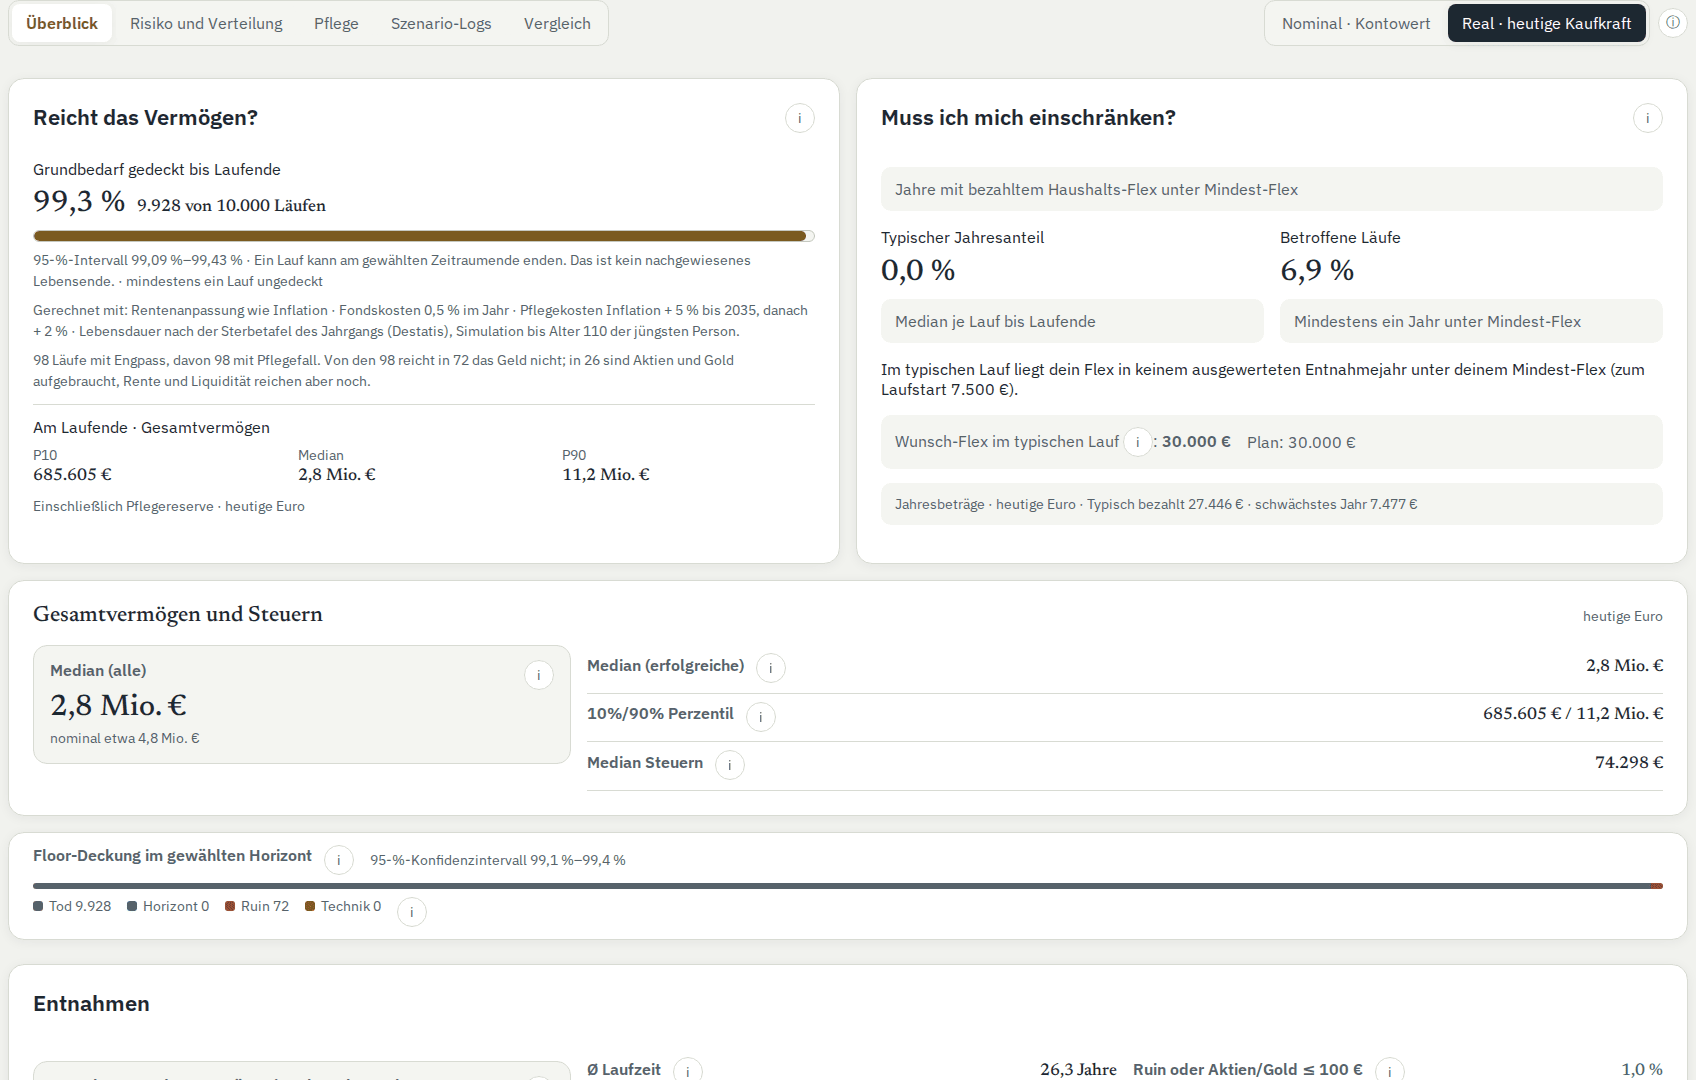 Überblick Risiko und Verteilung Pflege Szenario-Logs Vergleich Nominal · Kontowert Real · heutige Kaufkraft ⓘ
Reicht das Vermögen? i
Grundbedarf gedeckt bis Laufende
99,3 % 9.928 von 10.000 Läufen
95-%-Intervall 99,09 %–99,43 % · Ein Lauf kann am gewählten Zeitraumende enden. Das ist kein nachgewiesenes
Lebensende. · mindestens ein Lauf ungedeckt
Gerechnet mit: Rentenanpassung wie Inflation · Fondskosten 0,5 % im Jahr · Pflegekosten Inflation + 5 % bis 2035, danach
+ 2 % · Lebensdauer nach der Sterbetafel des Jahrgangs (Destatis), Simulation bis Alter 110 der jüngsten Person.
98 Läufe mit Engpass, davon 98 mit Pflegefall. Von den 98 reicht in 72 das Geld nicht; in 26 sind Aktien und Gold
aufgebraucht, Rente und Liquidität reichen aber noch.
Am Laufende · Gesamtvermögen
P10 Median P90
685.605 € 2,8 Mio. € 11,2 Mio. €
Einschließlich Pflegereserve · heutige Euro
Muss ich mich einschränken? i
Jahre mit bezahltem Haushalts-Flex unter Mindest-Flex
Typischer Jahresanteil Betroffene Läufe
0,0 % 6,9 %
Median je Lauf bis Laufende Mindestens ein Jahr unter Mindest-Flex
Im typischen Lauf liegt dein Flex in keinem ausgewerteten Entnahmejahr unter deinem Mindest-Flex (zum
Laufstart 7.500 €).
Wunsch-Flex im typischen Lauf i : 30.000 € Plan: 30.000 €
Jahresbeträge · heutige Euro · Typisch bezahlt 27.446 € · schwächstes Jahr 7.477 €
Gesamtvermögen und Steuern heutige Euro
Median (alle) i
2,8 Mio. €
nominal etwa 4,8 Mio. €
Median (erfolgreiche) i 2,8 Mio. €
10%/90% Perzentil i 685.605 € / 11,2 Mio. €
Median Steuern i 74.298 €
Floor-Deckung im gewählten Horizont i 95-%-Konfidenzintervall 99,1 %–99,4 %
Tod 9.928 Horizont 0 Ruin 72 Technik 0 i
Entnahmen
Ø Laufzeit i 26,3 Jahre Ruin oder Aktien/Gold ≤ 100 € i 1,0 %